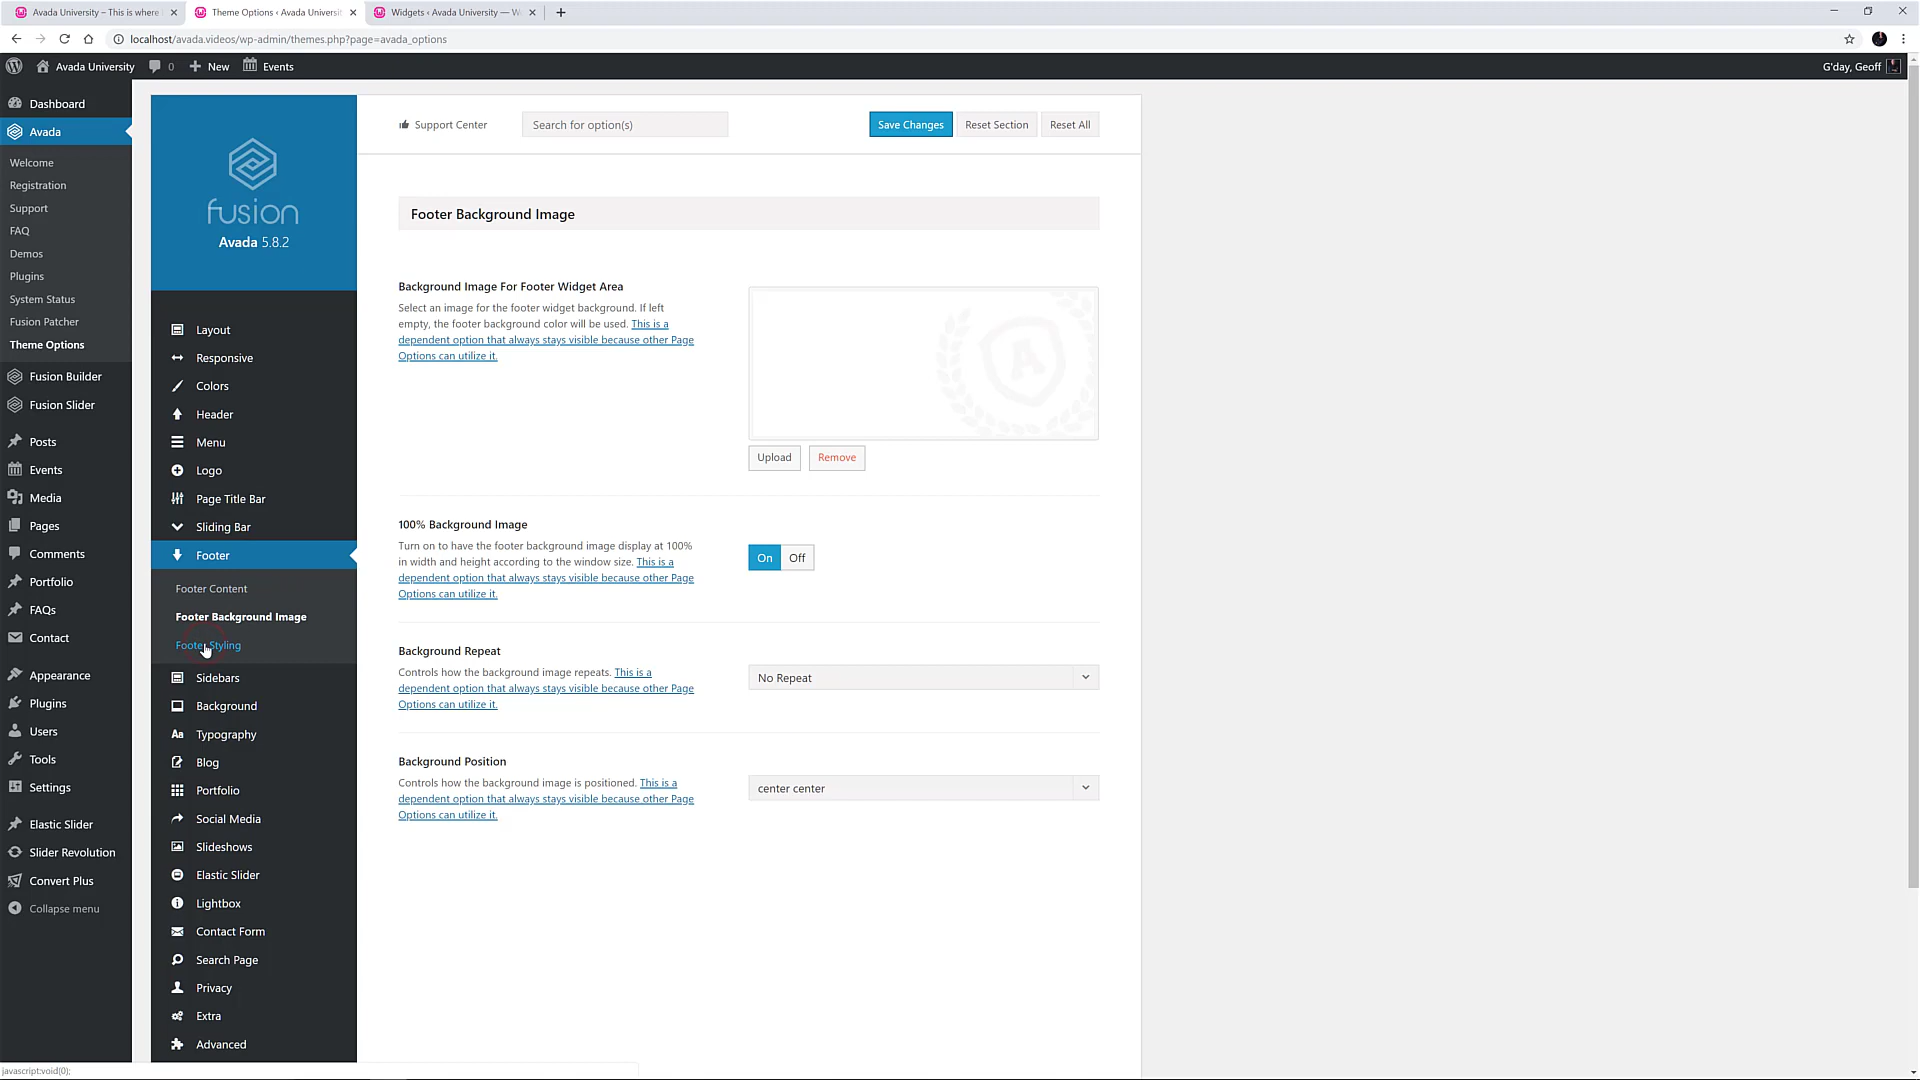 Avada University – This is where
Theme Options ‹ Avada Universit
Widgets ‹ Avada University — W
localhost/avada.videos/wp-admin/themes.php?page=avada_options
Avada University
0
New
Events
G'day, Geoff
Dashboard
Avada
Welcome
Registration
Support
FAQ
Demos
Plugins
System Status
Fusion Patcher
Theme Options
Fusion Builder
Fusion Slider
Posts
Events
Media
Pages
Comments
Portfolio
FAQs
Contact
Appearance
Plugins
Users
Tools
Settings
Elastic Slider
Slider Revolution
Convert Plus
Collapse menu
fusion
Avada 5.8.2
Layout
Responsive
Colors
Header
Menu
Logo
Page Title Bar
Sliding Bar
Footer
Footer Content
Footer Background Image
Footer Styling
Sidebars
Background
Typography
Blog
Portfolio
Social Media
Slideshows
Elastic Slider
Lightbox
Contact Form
Search Page
Privacy
Extra
Advanced
Support Center
Search for option(s)
Save Changes
Reset Section
Reset All
Footer Background Image
Background Image For Footer Widget Area
Select an image for the footer widget background. If left
empty, the footer background color will be used. This is a
dependent option that always stays visible because other Page
Options can utilize it.
A
Upload
Remove
100% Background Image
Turn on to have the footer background image display at 100%
in width and height according to the window size. This is a
dependent option that always stays visible because other Page
Options can utilize it.
On
Off
Background Repeat
Controls how the background image repeats. This is a
dependent option that always stays visible because other Page
Options can utilize it.
No Repeat
Background Position
Controls how the background image is positioned. This is a
dependent option that always stays visible because other Page
Options can utilize it.
center center
javascript:void(0);